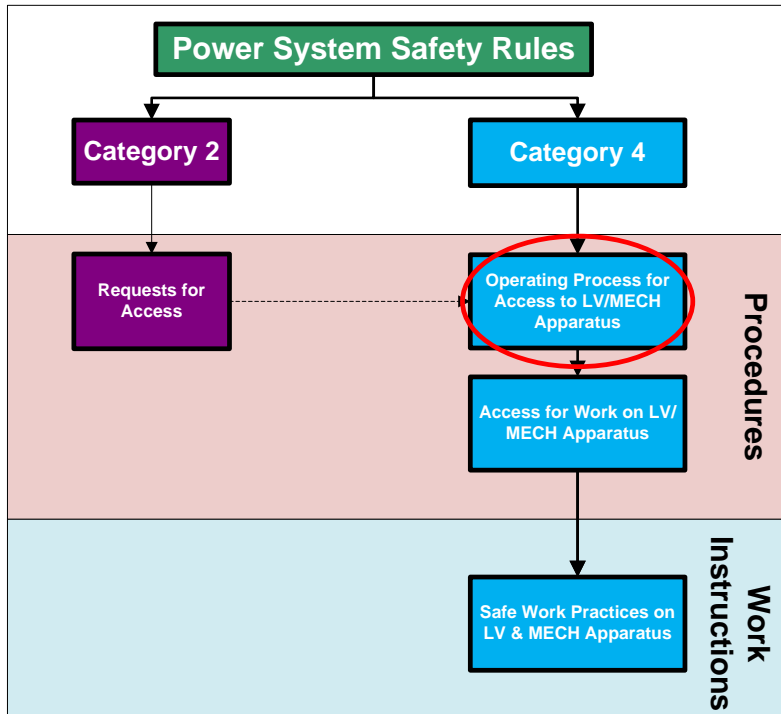 Power System Safety Rules
Category 2
Category 4
Requests for
Access
Operating Process for
Access to LV/MECH
Apparatus
Procedures
Access for Work on LV/
MECH Apparatus
Safe Work Practices on
LV & MECH Apparatus
Work
Instructions